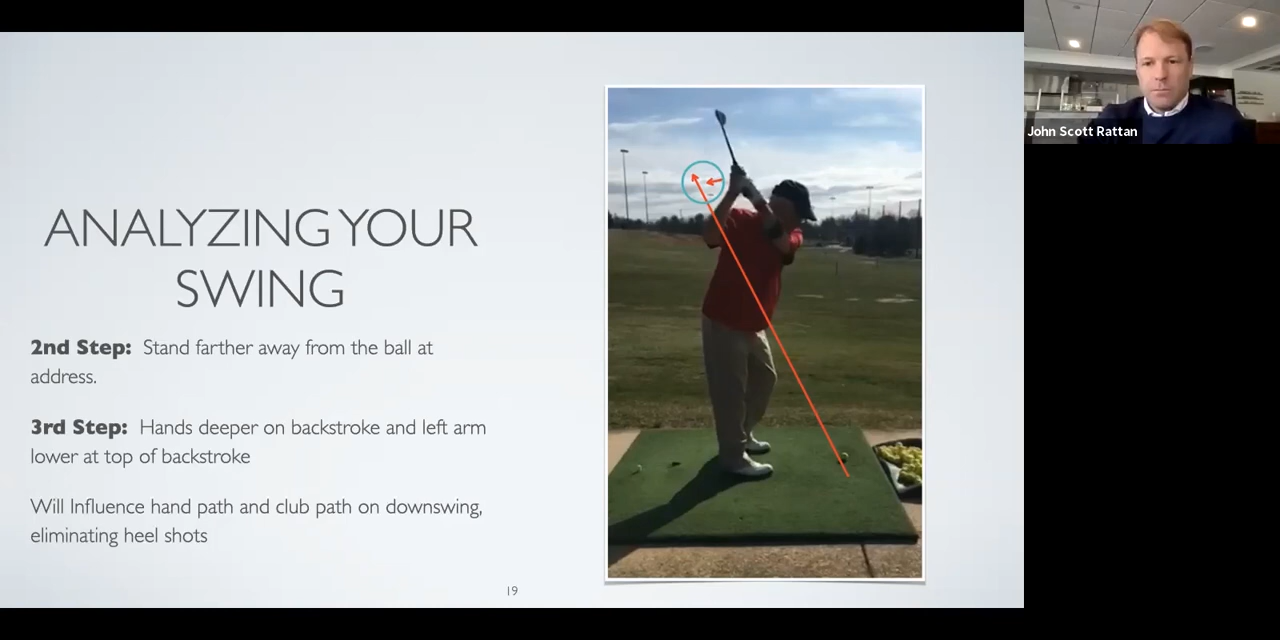 ANALYZING YOUR
SWING
2nd Step: Stand farther away from the ball at
address.
3rd Step: Hands deeper on backstroke and left arm
lower at top of backstroke
Will Influence hand path and club path on downswing,
eliminating heel shots
19
John Scott Rattan